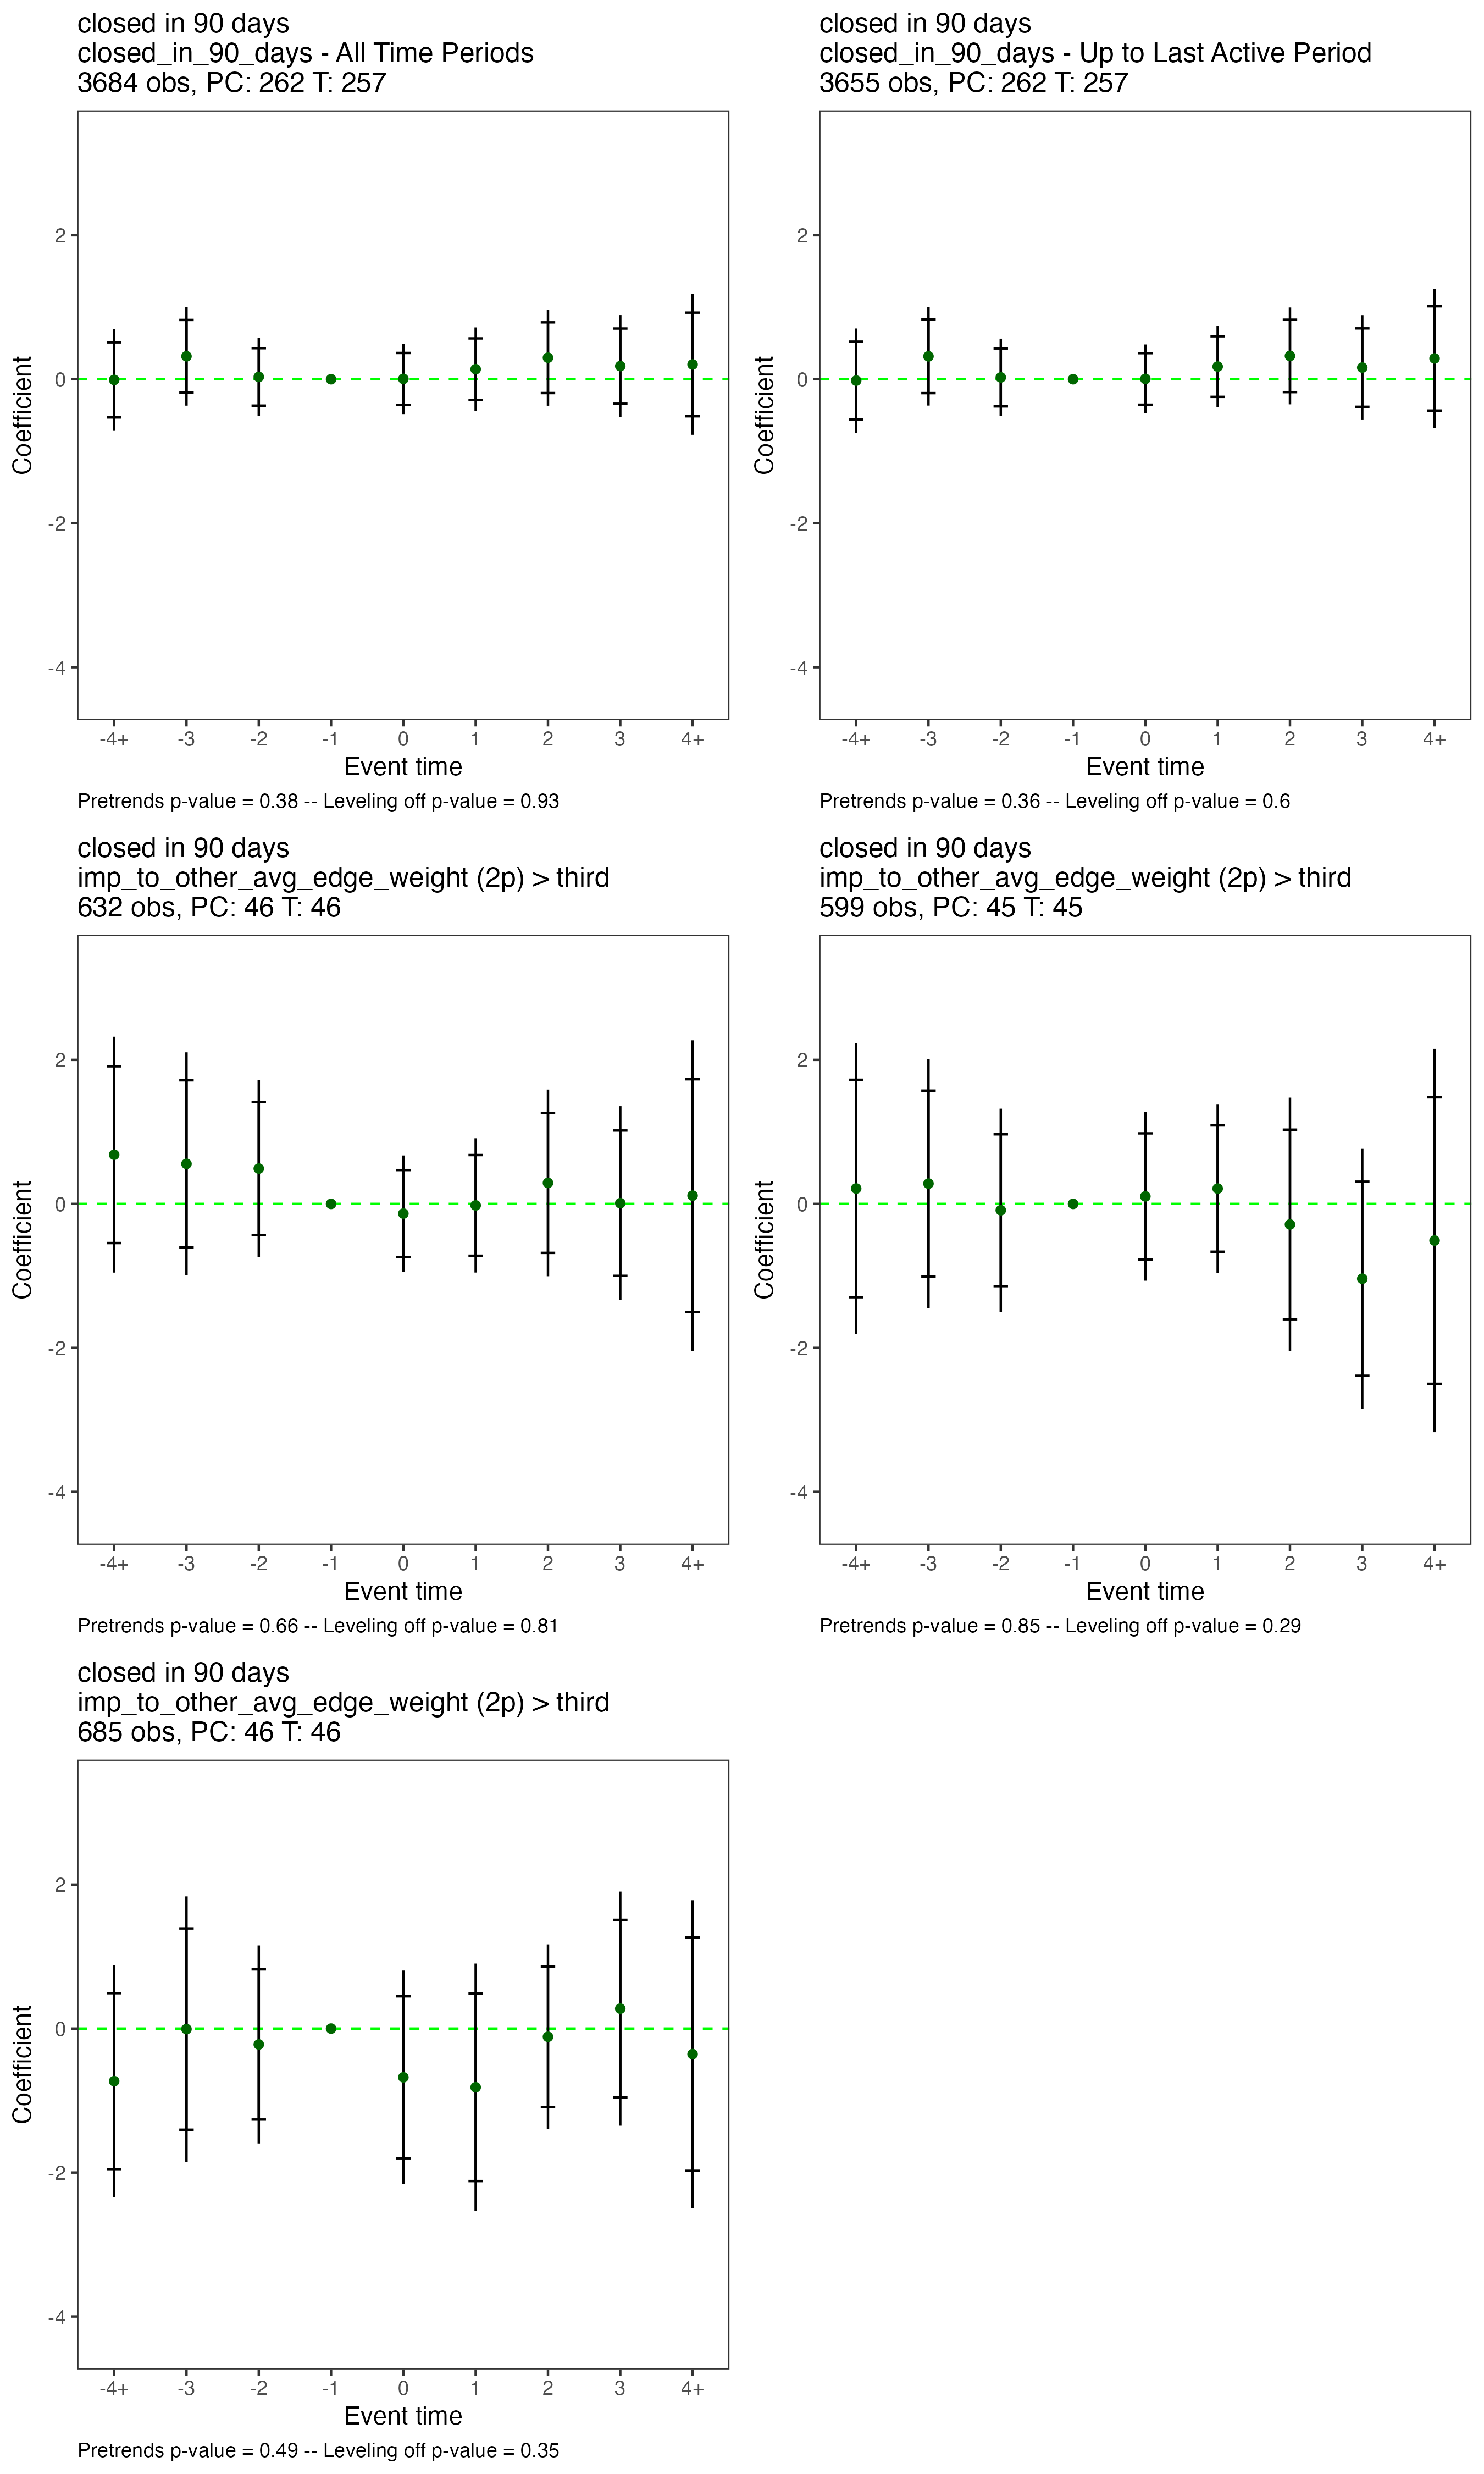 closed in 90 days
closed_in_90_days - All Time Periods
3684 obs, PC: 262 T: 257
Coefficient
2
0
-2
-4
-4+ -3 -2 -1 0 1 2 3 4+
Event time
Pretrends p-value = 0.38 -- Leveling off p-value = 0.93
closed in 90 days
closed_in_90_days - Up to Last Active Period
3655 obs, PC: 262 T: 257
Coefficient
2
0
-2
-4
-4+ -3 -2 -1 0 1 2 3 4+
Event time
Pretrends p-value = 0.36 -- Leveling off p-value = 0.6
closed in 90 days
imp_to_other_avg_edge_weight (2p) > third
632 obs, PC: 46 T: 46
Coefficient
2
0
-2
-4
-4+ -3 -2 -1 0 1 2 3 4+
Event time
Pretrends p-value = 0.66 -- Leveling off p-value = 0.81
closed in 90 days
imp_to_other_avg_edge_weight (2p) > third
599 obs, PC: 45 T: 45
Coefficient
2
0
-2
-4
-4+ -3 -2 -1 0 1 2 3 4+
Event time
Pretrends p-value = 0.85 -- Leveling off p-value = 0.29
closed in 90 days
imp_to_other_avg_edge_weight (2p) > third
685 obs, PC: 46 T: 46
Coefficient
2
0
-2
-4
-4+ -3 -2 -1 0 1 2 3 4+
Event time
Pretrends p-value = 0.49 -- Leveling off p-value = 0.35